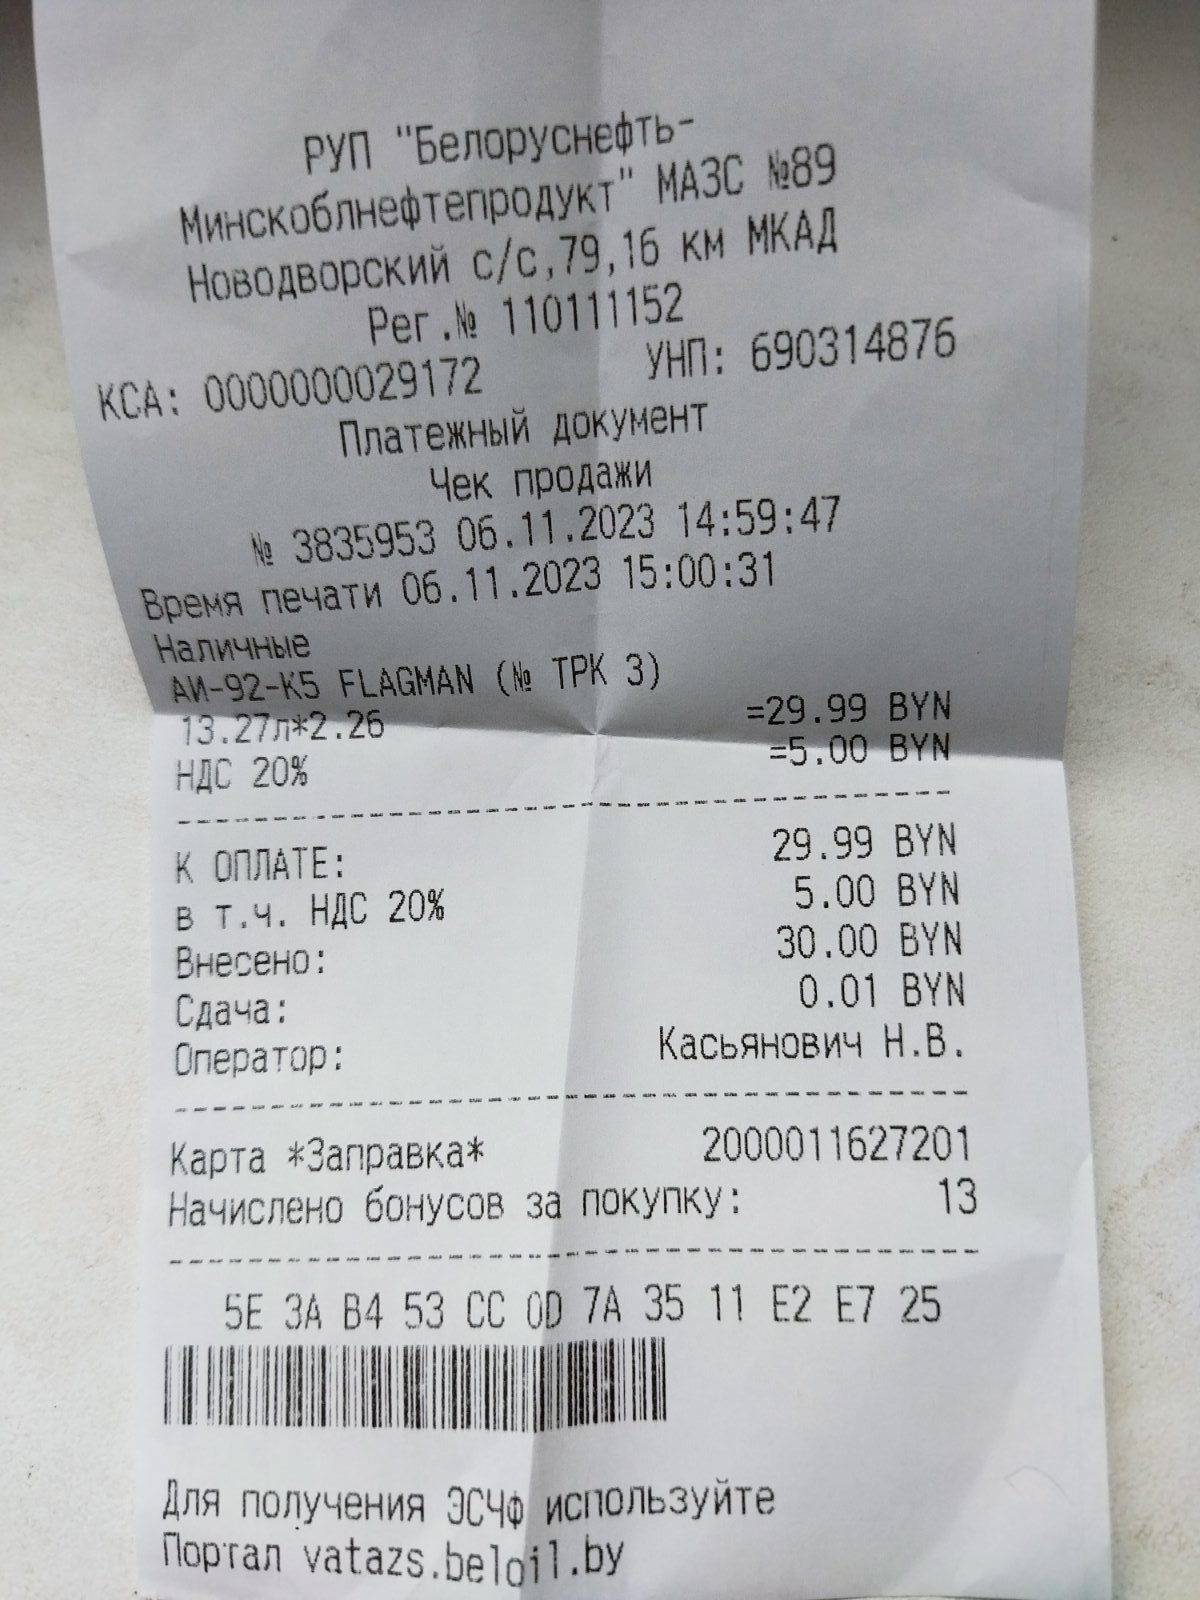 РУП "Белоруснефть-
Минскоблнефтепродукт" МАЗС №89
Новодворский с/с,79,16 км МКАД
Рег.№ 110111152
КСА: 0000000029172 УНП: 690314876
Платежный документ
Чек продажи
№ 3835953 06.11.2023 14:59:47
Время печати 06.11.2023 15:00:31
Наличные
АИ-92-К5 FLAGMAN (№ ТРК 3)
13.27л*2.26 =29.99 BYN
НДС 20% =5.00 BYN
К ОПЛАТЕ: 29.99 BYN
в т.ч. НДС 20% 5.00 BYN
Внесено: 30.00 BYN
Сдача: 0.01 BYN
Оператор: Касьянович Н.В.
Карта *Заправка* 2000011627201
Начислено бонусов за покупку: 13
5E 3A B4 53 CC 0D 7A 35 11 E2 E7 25
Для получения ЭСЧф используйте
Портал vatazs.beloil.by